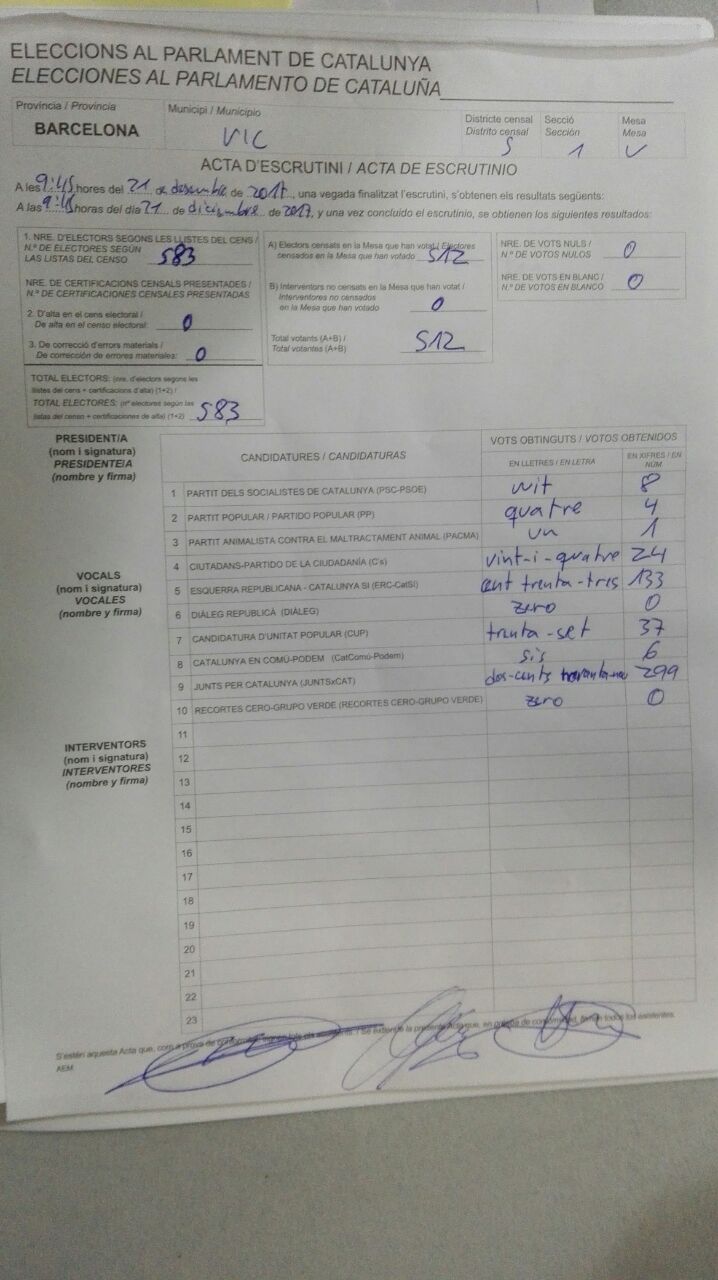 ELECCIONS AL PARLAMENT DE CATALUNYA
ELECCIONES AL PARLAMENTO DE CATALUÑA
Província / Provincia
BARCELONA
Municipi / Municipio
VIC
Districte censal
Distrito censal
5
Secció
Sección
1
Mesa
Mesa
U
ACTA D'ESCRUTINI / ACTA DE ESCRUTINIO
A les 9:45 hores del 21 de desembre de 2017, una vegada finalitzat l'escrutini, s'obtenen els resultats següents:
A las 9:45 horas del día 21 de diciembre de 2017, y una vez concluido el escrutinio, se obtienen los siguientes resultados:
1. NRE. D'ELECTORS SEGONS LES LLISTES DEL CENS /
N.º DE ELECTORES SEGÚN
LAS LISTAS DEL CENSO
583
NRE. DE CERTIFICACIONS CENSALS PRESENTADES /
N.º DE CERTIFICACIONES CENSALES PRESENTADAS
2. D'alta en el cens electoral /
De alta en el censo electoral: 0
3. De correcció d'errors materials /
De corrección de errores materiales: 0
TOTAL ELECTORS: (nre. d'electors segons les
llistes del cens + certificacions d'alta) (1+2) /
TOTAL ELECTORES: (nº electores según las
listas del censo + certificaciones de alta) (1+2) 583
A) Electors censats en la Mesa que han votat / Electores
censados en la Mesa que han votado 512
B) Interventors no censats en la Mesa que han votat /
Interventores no censados
en la Mesa que han votado 0
Total votants (A+B) /
Total votantes (A+B) 512
NRE. DE VOTS NULS /
N.º DE VOTOS NULOS 0
NRE. DE VOTS EN BLANC /
N.º DE VOTOS EN BLANCO 0
PRESIDENT/A
(nom i signatura)
PRESIDENTE/A
(nombre y firma)
VOCALS
(nom i signatura)
VOCALES
(nombre y firma)
INTERVENTORS
(nom i signatura)
INTERVENTORES
(nombre y firma)
CANDIDATURES / CANDIDATURAS
VOTS OBTINGUTS / VOTOS OBTENIDOS
EN LLETRES / EN LETRA
EN XIFRES / EN NÚM
1 PARTIT DELS SOCIALISTES DE CATALUNYA (PSC-PSOE) vuit 8
2 PARTIT POPULAR / PARTIDO POPULAR (PP) quatre 4
3 PARTIT ANIMALISTA CONTRA EL MALTRACTAMENT ANIMAL (PACMA) un 1
4 CIUTADANS-PARTIDO DE LA CIUDADANÍA (C's) vint-i-quatre 24
5 ESQUERRA REPUBLICANA - CATALUNYA SI (ERC-CatSí) cent trenta-tres 133
6 DIÀLEG REPUBLICÀ (DIÀLEG) zero 0
7 CANDIDATURA D'UNITAT POPULAR (CUP) trenta-set 37
8 CATALUNYA EN COMÚ-PODEM (CatComú-Podem) sis 6
9 JUNTS PER CATALUNYA (JUNTSxCAT) dos-cents noranta-nou 299
10 RECORTES CERO-GRUPO VERDE (RECORTES CERO-GRUPO VERDE) zero 0
11
12
13
14
15
16
17
18
19
20
21
22
23
S'estén aquesta Acta que, com a prova de conformitat, signen tots els assistents. / Se extiende la presente Acta que, en prueba de conformidad, firman todos los asistentes.
AEM